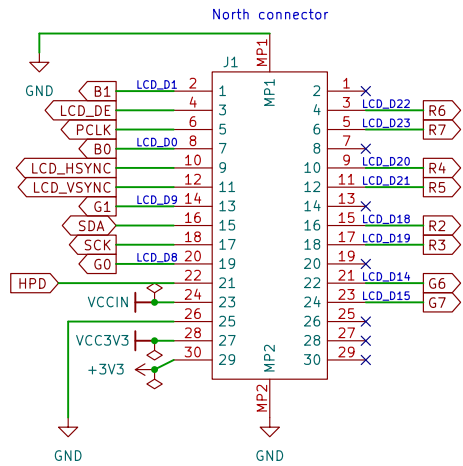 North connector
MP1
J1
MP1
GND
B1 LCD_D1 2 1 2 1
LCD_DE 4 3 4 3 LCD_D22 R6
PCLK 6 5 6 5 LCD_D23 R7
B0 LCD_D0 8 7 8 7
LCD_HSYNC 10 9 10 9 LCD_D20 R4
LCD_VSYNC 12 11 12 11 LCD_D21 R5
G1 LCD_D9 14 13 14 13
SDA 16 15 16 15 LCD_D18 R2
SCK 18 17 18 17 LCD_D19 R3
G0 LCD_D8 20 19 20 19
HPD 22 21 22 21 LCD_D14 G6
VCCIN 24 23 24 23 LCD_D15 G7
26 25 26 25
VCC3V3 28 27 28 27
+3V3 30 29 30 29
MP2
MP2
GND
GND